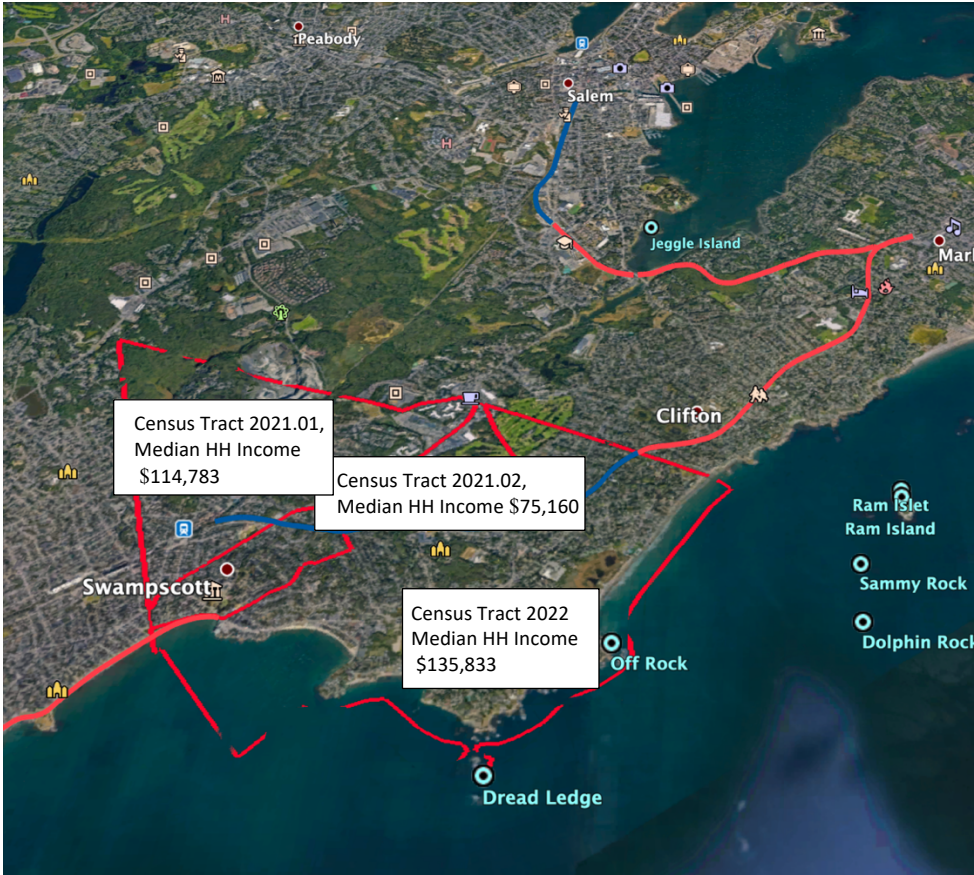 Peabody
Salem
Jeggle Island
Mar
Clifton
Census Tract 2021.01,
Median HH Income
$114,783
Census Tract 2021.02,
Median HH Income $75,160
Ram Islet
Ram Island
Sammy Rock
Swampscott
Census Tract 2022
Median HH Income
$135,833
Dolphin Rock
Off Rock
Dread Ledge